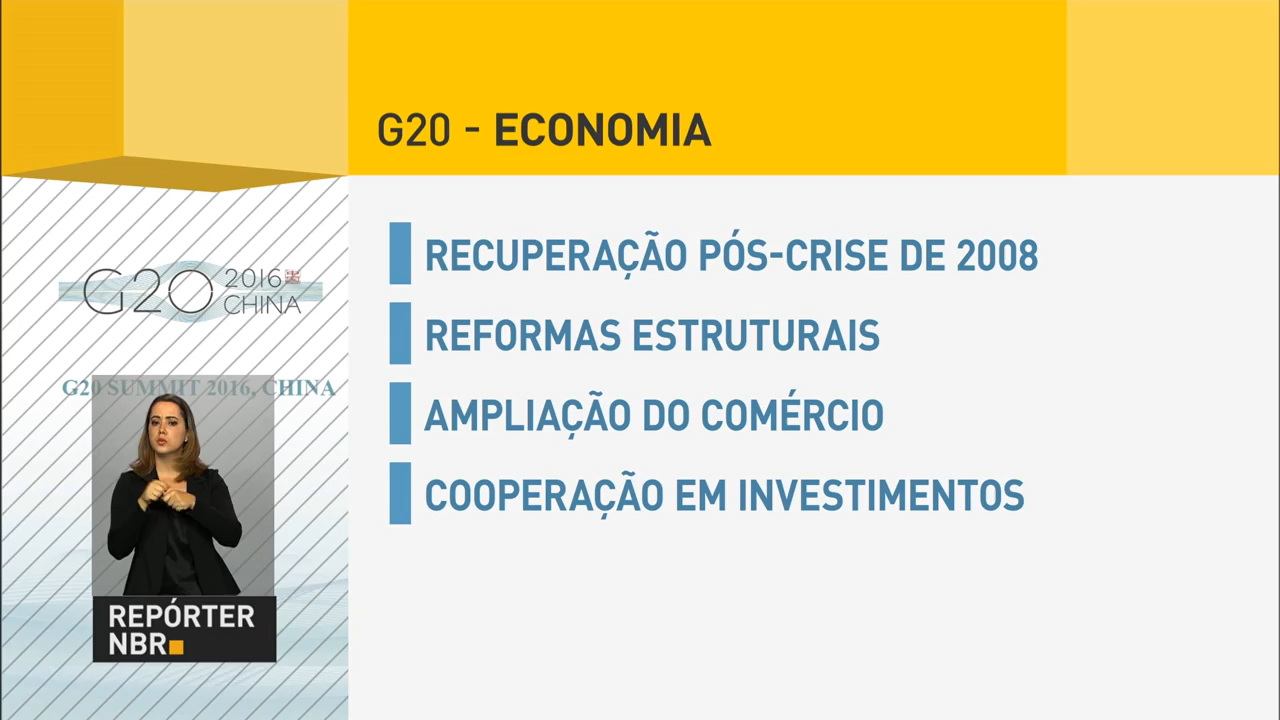 G20 - ECONOMIA
RECUPERAÇÃO PÓS-CRISE DE 2008
REFORMAS ESTRUTURAIS
AMPLIAÇÃO DO COMÉRCIO
COOPERAÇÃO EM INVESTIMENTOS
G20 2016
CHINA
G20 SUMMIT 2016, CHINA
REPÓRTER
NBR